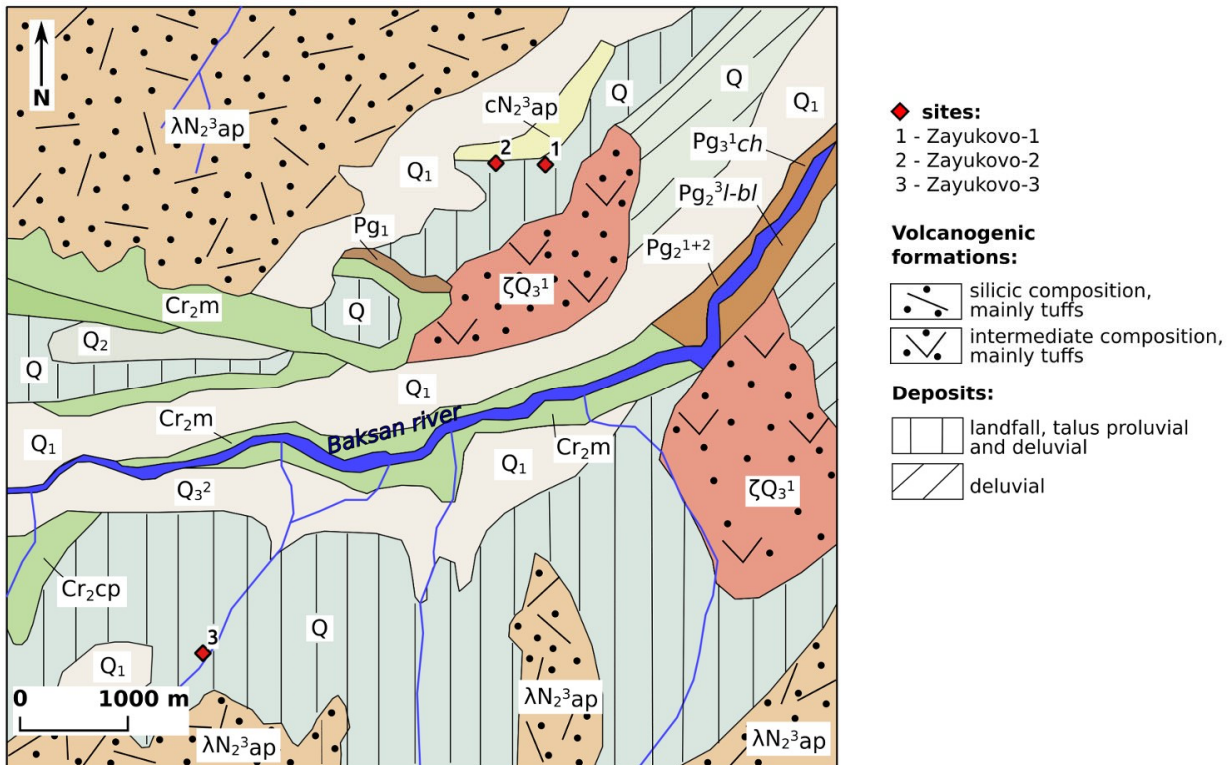 N
λN₂³ap
cN₂³ap
Q
Q
Q₁
Pg₃¹ch
2
1
Q₁
Pg₂³l-bl
Pg₁
Pg₂¹⁺²
ζQ₃¹
Cr₂m
Q
Q₂
Q
Q₁
Cr₂m
Baksan river
Q₁
Q₁
Cr₂m
Q₃²
ζQ₃¹
Cr₂cp
3
Q
Q₁
0 1000 m
λN₂³ap
λN₂³ap
λN₂³ap
sites:
1 - Zayukovo-1
2 - Zayukovo-2
3 - Zayukovo-3
Volcanogenic
formations:
silicic composition,
mainly tuffs
intermediate composition,
mainly tuffs
Deposits:
landfall, talus proluvial
and deluvial
deluvial